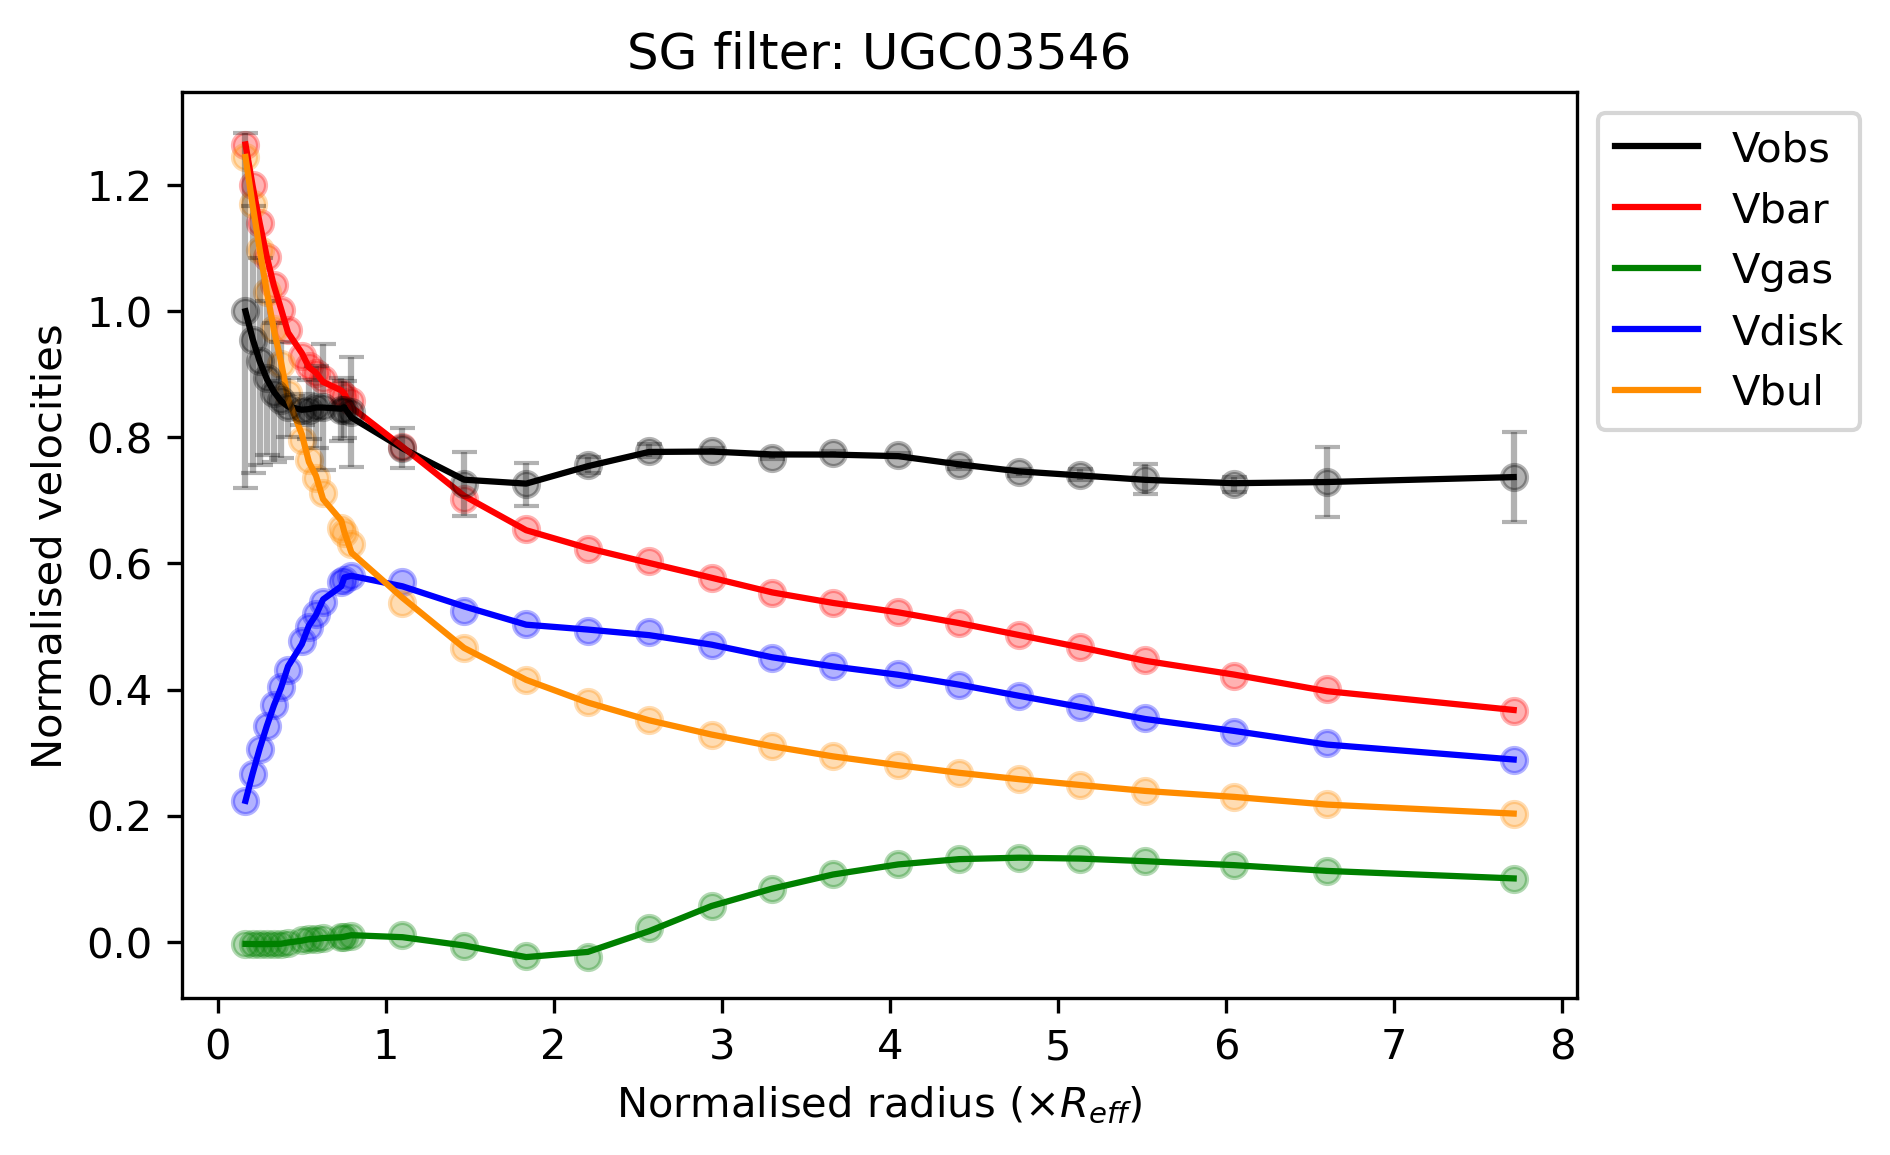 SG filter: UGC03546
Normalised velocities
1.2
1.0
0.8
0.6
0.4
0.2
0.0
0 1 2 3 4 5 6 7 8
Normalised radius (×R_eff)
Vobs
Vbar
Vgas
Vdisk
Vbul